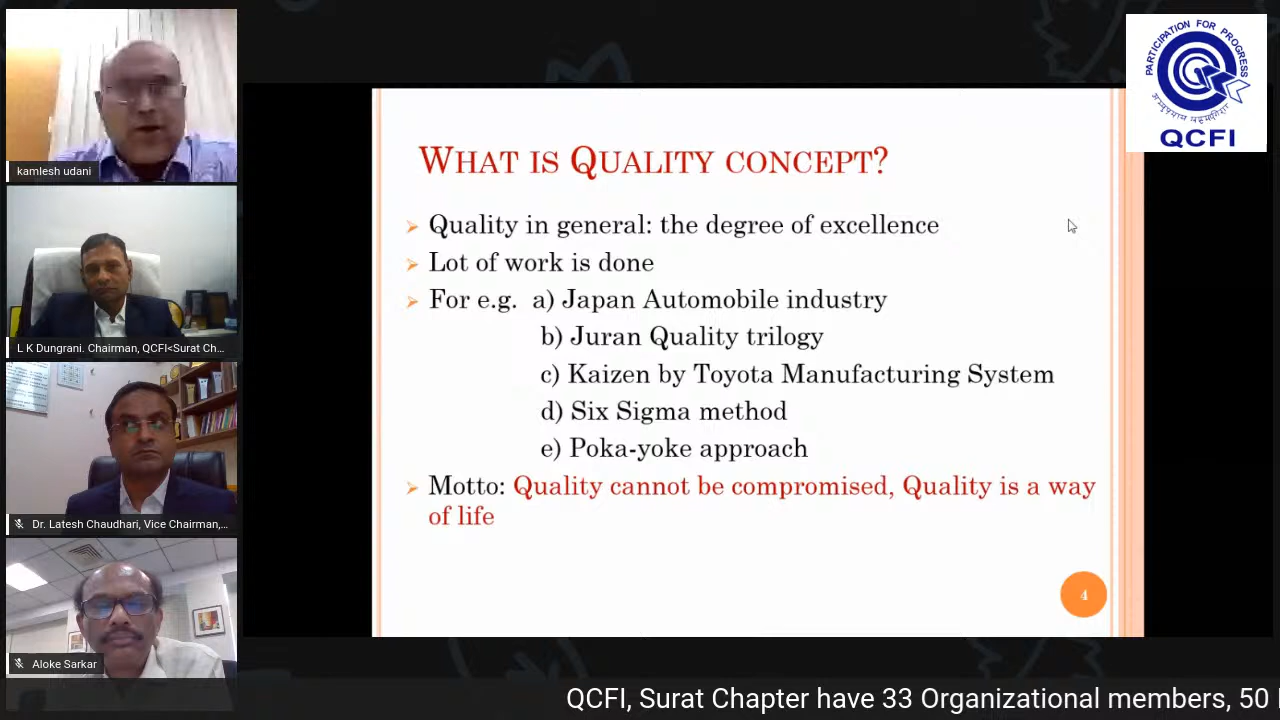 PARTICIPATION FOR PROGRESS
QCFI
kamlesh udani
L K Dungrani. Chairman, QCFI<Surat Ch...
Dr. Latesh Chaudhari, Vice Chairman,...
Aloke Sarkar
WHAT IS QUALITY CONCEPT?
Quality in general: the degree of excellence
Lot of work is done
For e.g. a) Japan Automobile industry
b) Juran Quality trilogy
c) Kaizen by Toyota Manufacturing System
d) Six Sigma method
e) Poka-yoke approach
Motto: Quality cannot be compromised, Quality is a way
of life
4
QCFI, Surat Chapter have 33 Organizational members, 50